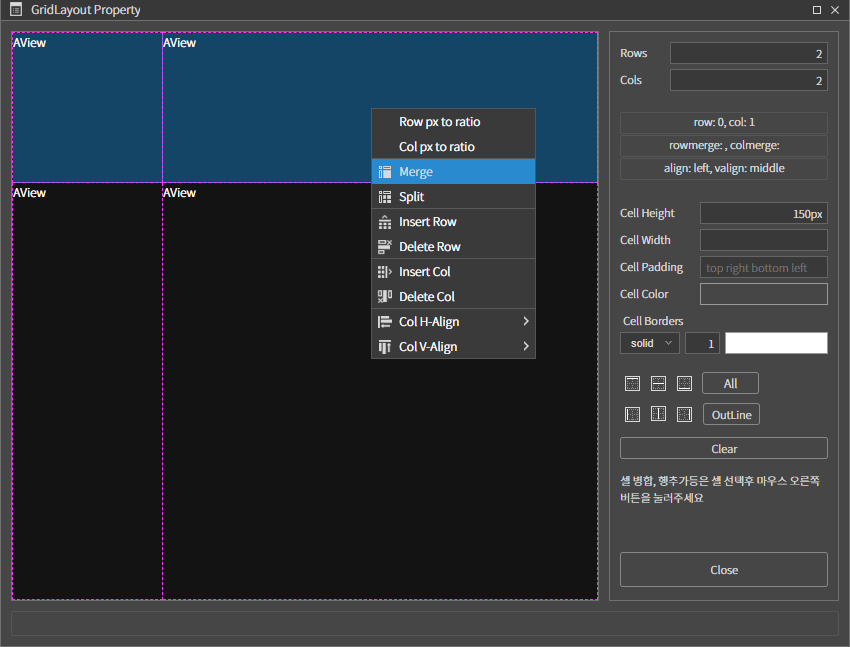 GridLayout Property
AView
AView
AView
AView
Row px to ratio
Col px to ratio
Merge
Split
Insert Row
Delete Row
Insert Col
Delete Col
Col H-Align
Col V-Align
Rows 2
Cols 2
row: 0, col: 1
rowmerge: , colmerge:
align: left, valign: middle
Cell Height 150px
Cell Width
Cell Padding top right bottom left
Cell Color
Cell Borders
solid 1
All
OutLine
Clear
셀 병합, 행추가등은 셀 선택후 마우스 오른쪽
버튼을 눌러주세요
Close